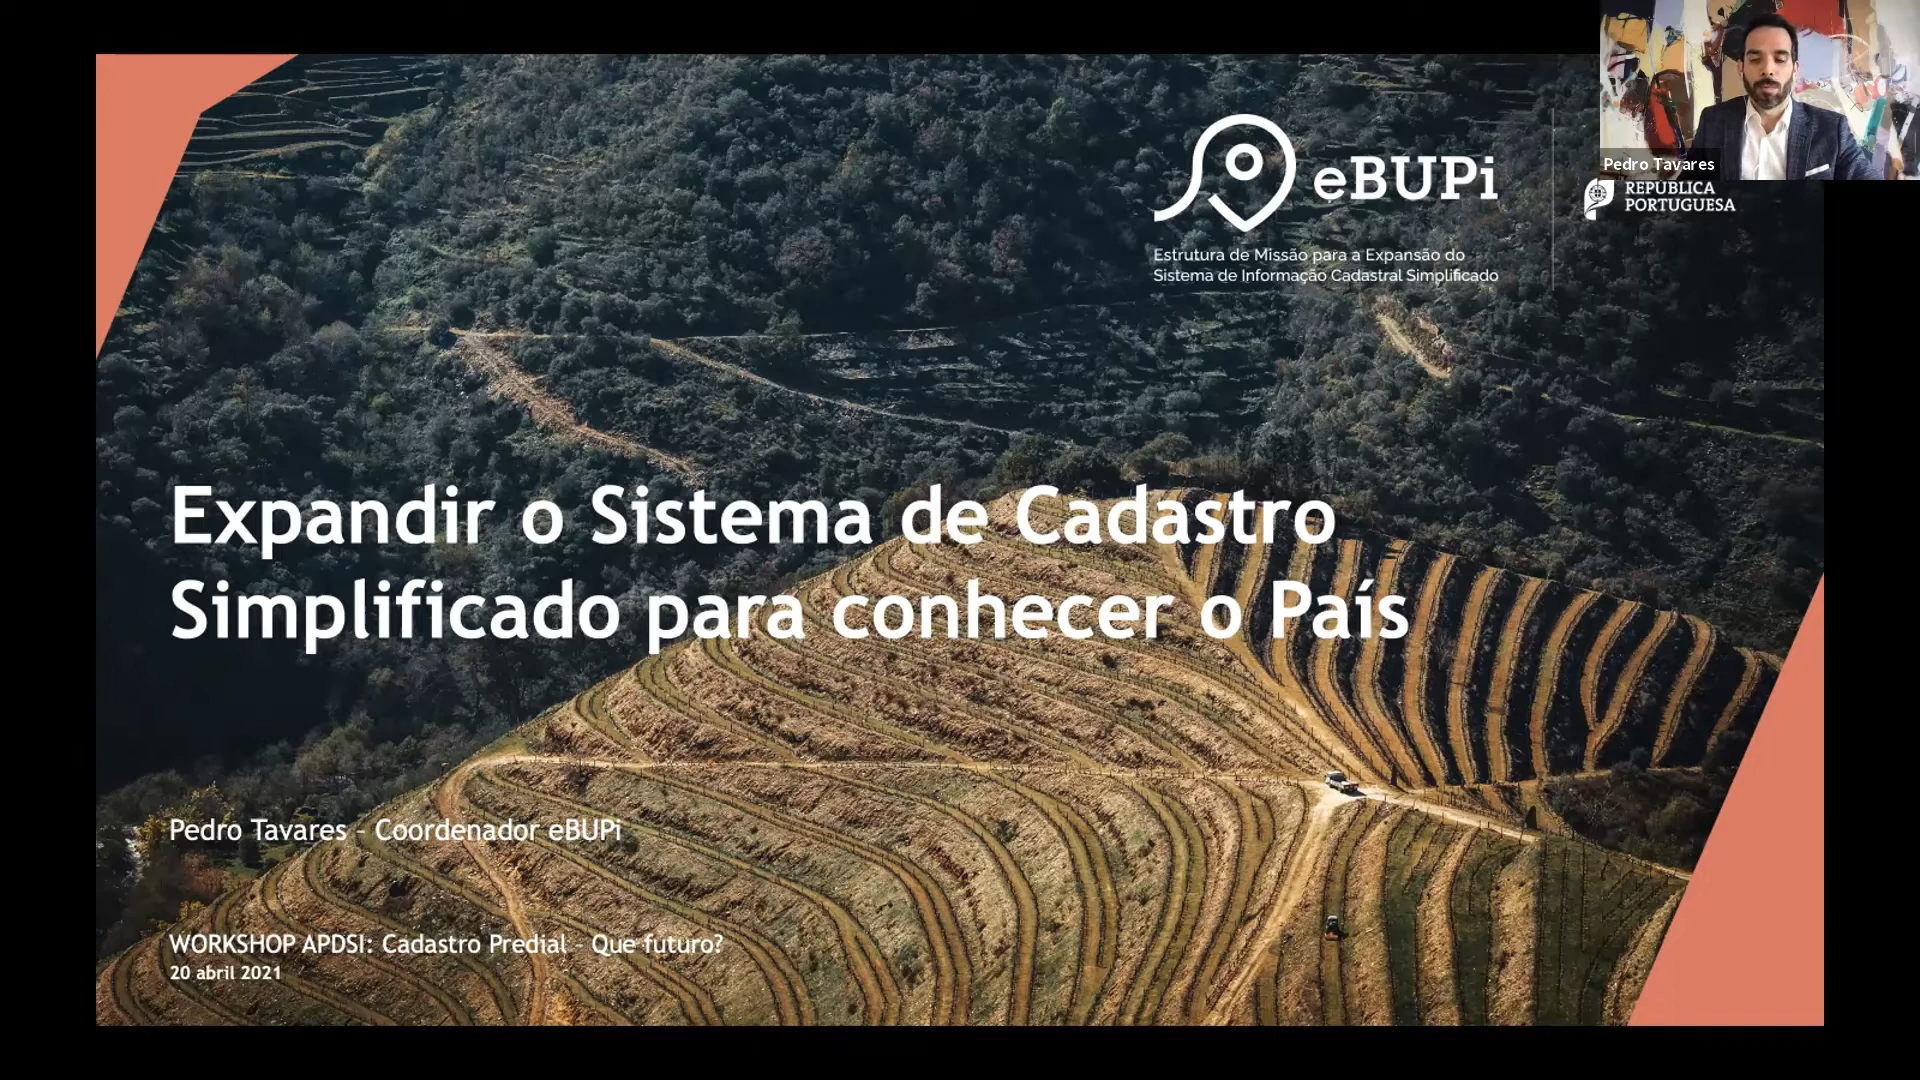 Pedro Tavares
eBUPi
REPÚBLICA
PORTUGUESA
Estrutura de Missão para a Expansão do
Sistema de Informação Cadastral Simplificado
Expandir o Sistema de Cadastro
Simplificado para conhecer o País
Pedro Tavares – Coordenador eBUPi
WORKSHOP APDSI: Cadastro Predial – Que futuro?
20 abril 2021